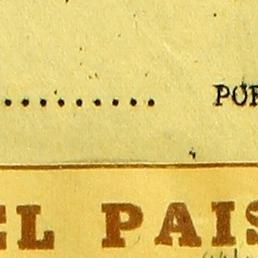 .......... POR
EL PAIS